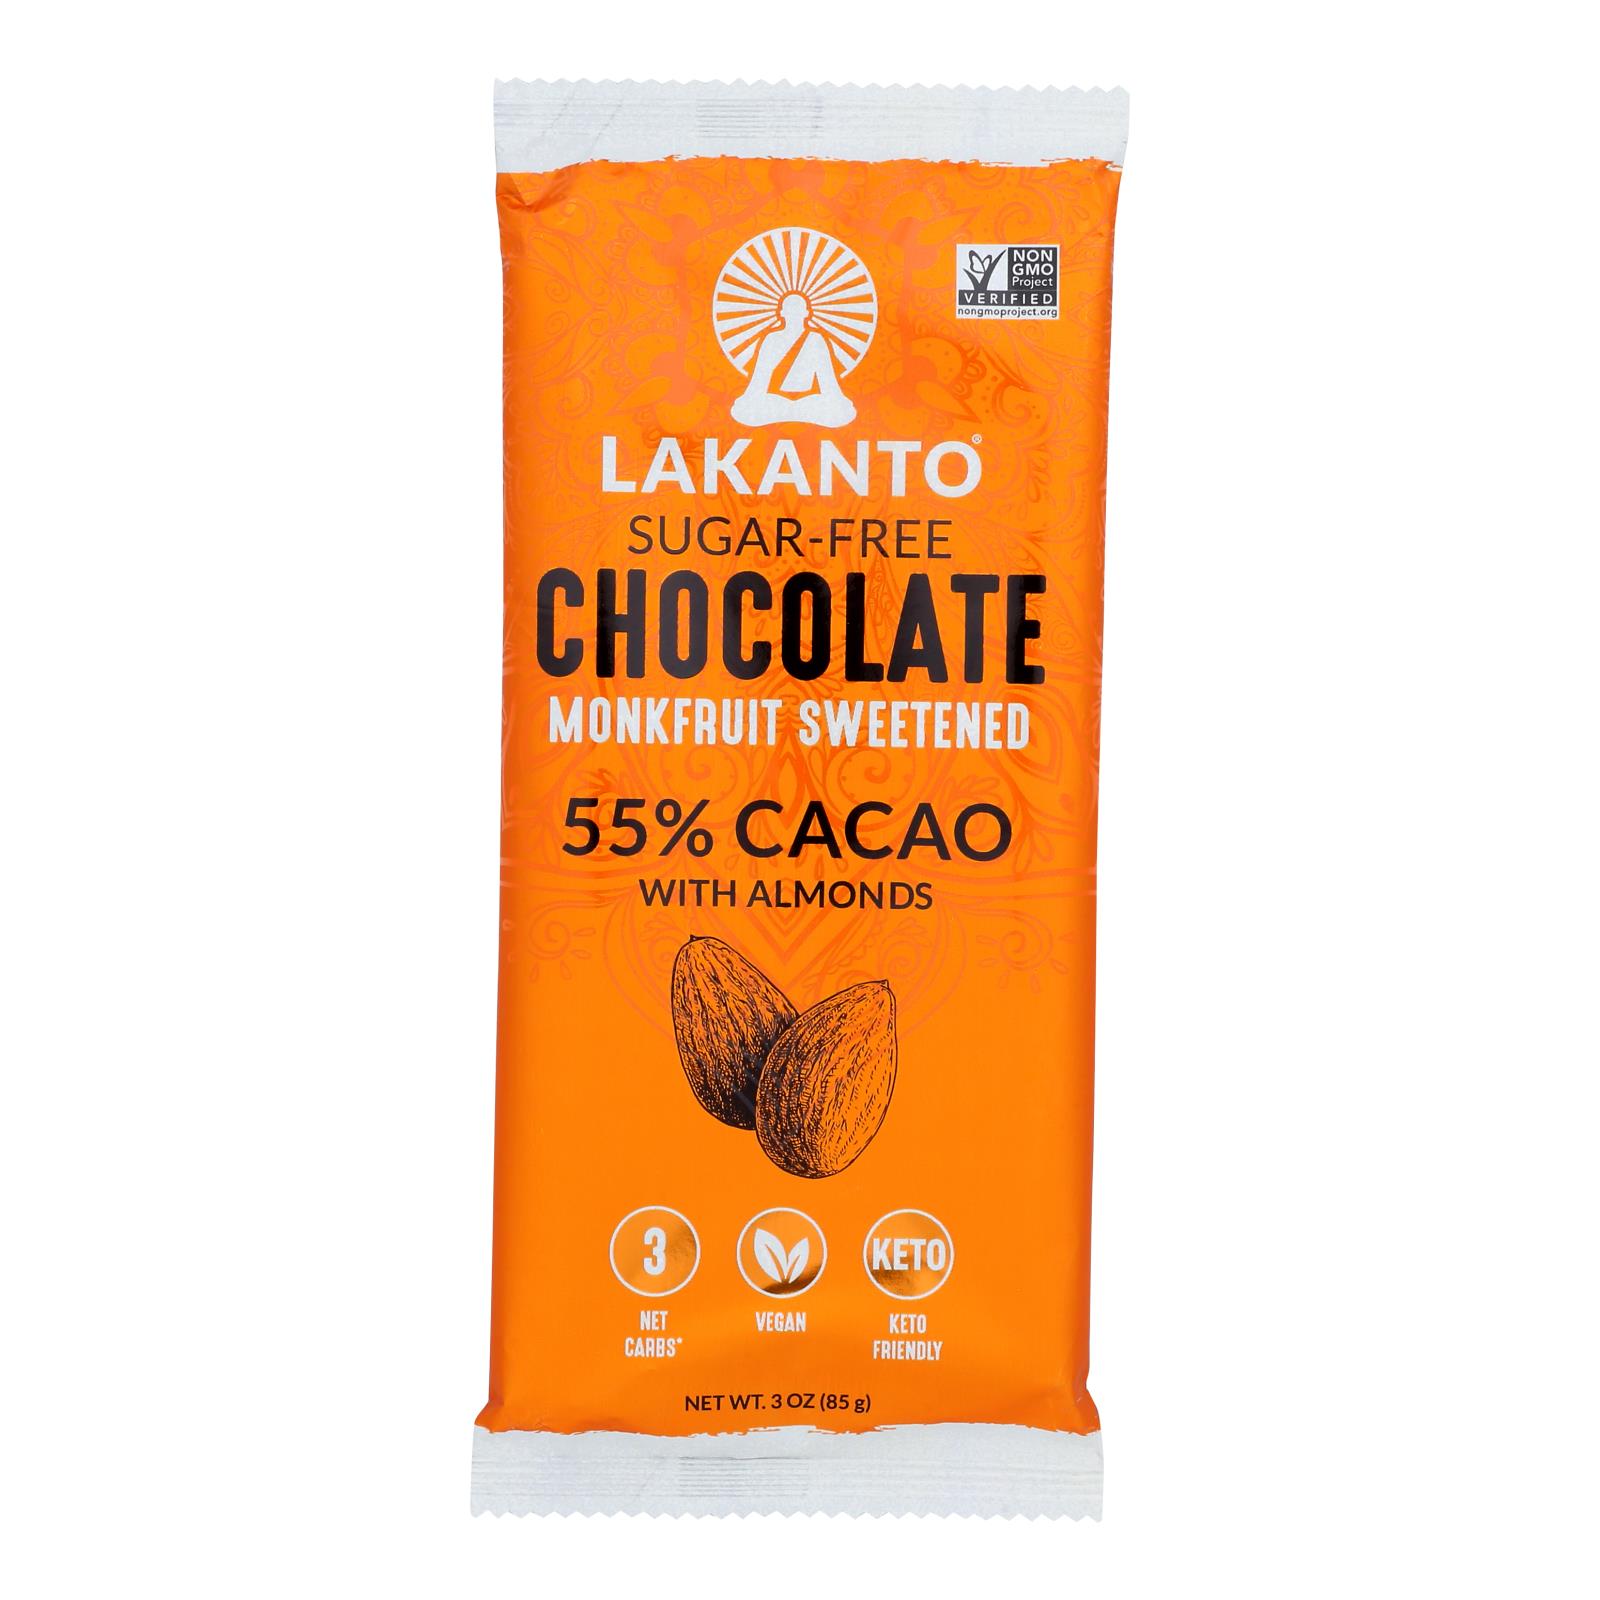 NON
GMO
Project
VERIFIED
nongmoproject.org
LAKANTO®
SUGAR-FREE
CHOCOLATE
MONKFRUIT SWEETENED
55% CACAO
WITH ALMONDS
3
NET
CARBS*
VEGAN
KETO
KETO
FRIENDLY
NET WT. 3 OZ (85 g)